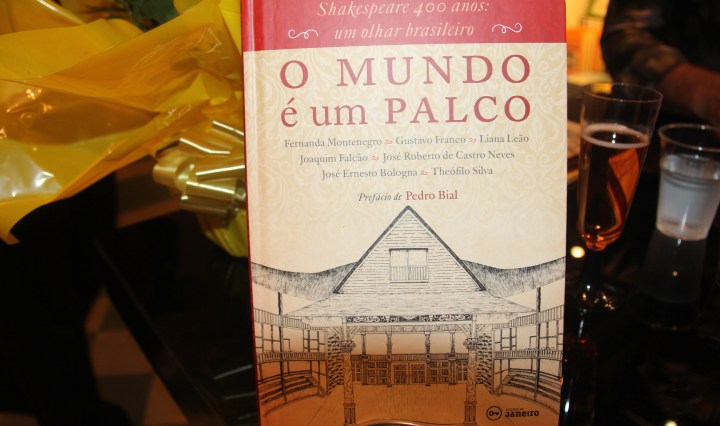 Shakespeare 400 anos:
um olhar brasileiro
O MUNDO
é um PALCO
Fernanda Montenegro Gustavo Franco Liana Leão
Joaquim Falcão José Roberto de Castro Neves
José Ernesto Bologna Theófilo Silva
Prefácio de Pedro Bial
JANEIRO